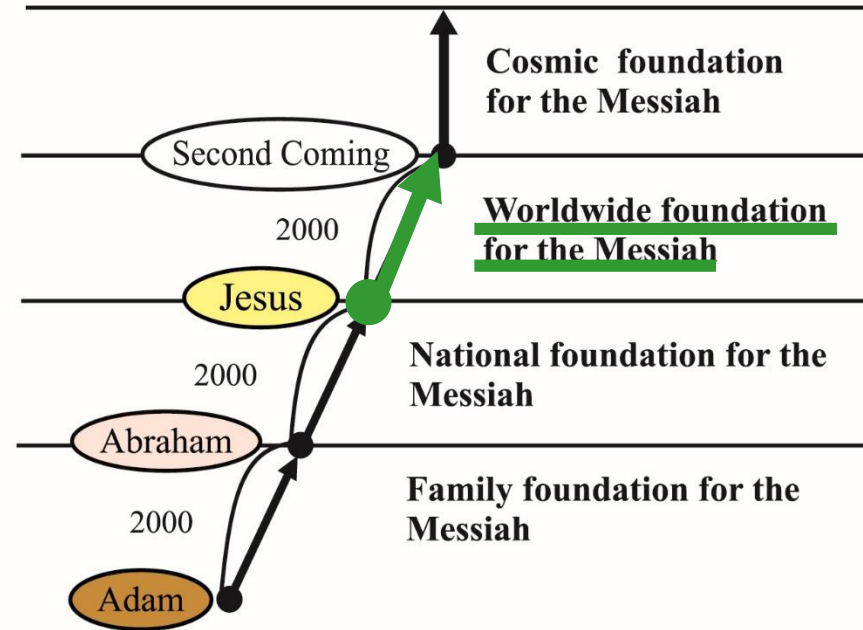 Cosmic foundation
for the Messiah
Second Coming
2000
Worldwide foundation
for the Messiah
Jesus
2000
National foundation for the
Messiah
Abraham
2000
Family foundation for the
Messiah
Adam